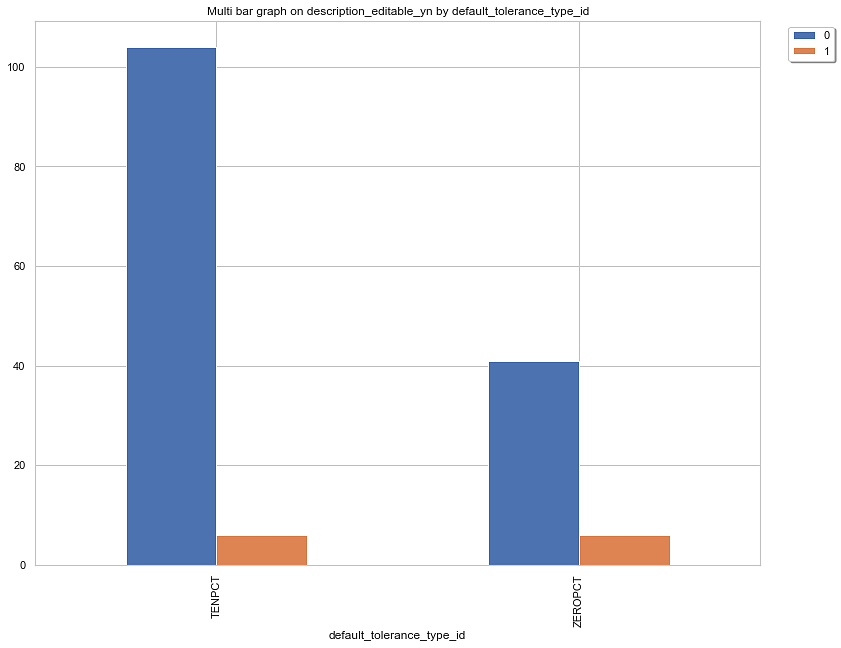 Multi bar graph on description_editable_yn by default_tolerance_type_id
0
1
100
80
60
40
20
0
TENPCT
ZEROPCT
default_tolerance_type_id